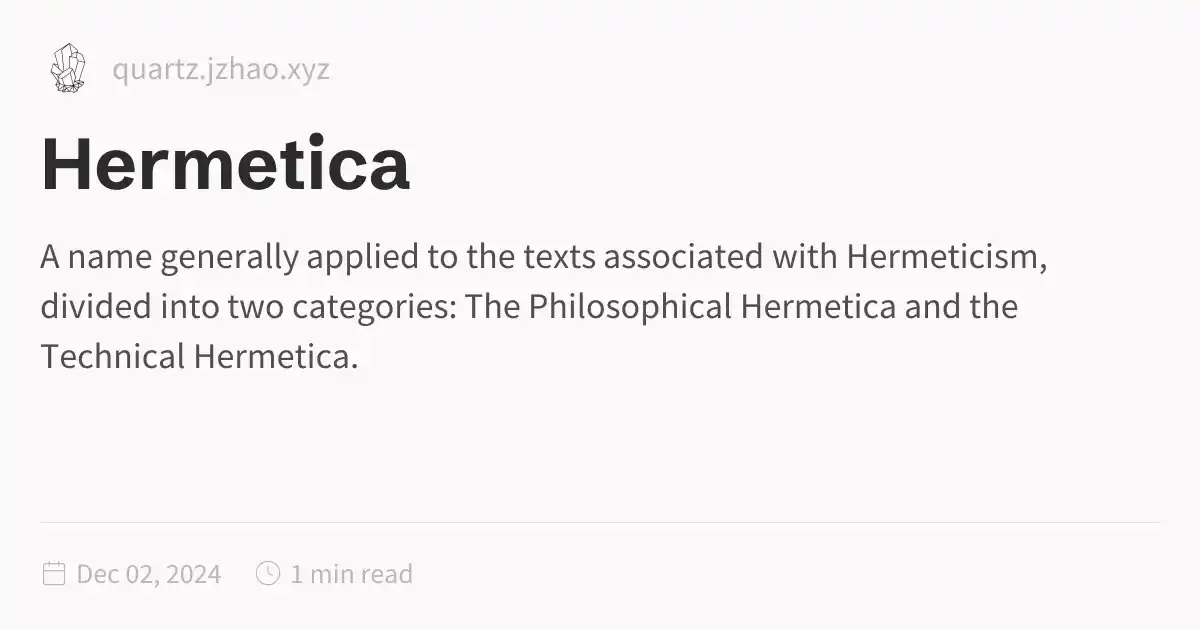 quartz.jzhao.xyz
Hermetica
A name generally applied to the texts associated with Hermeticism,
divided into two categories: The Philosophical Hermetica and the
Technical Hermetica.
Dec 02, 2024 1 min read